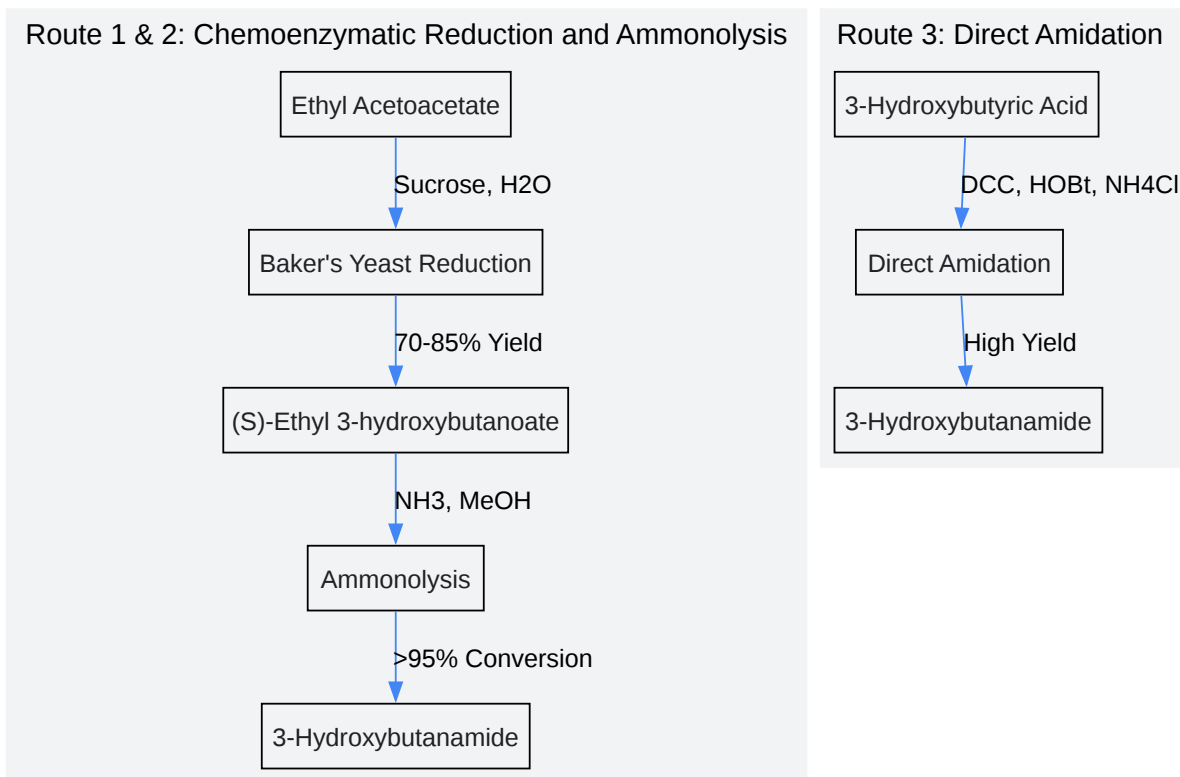 Route 1 & 2: Chemoenzymatic Reduction and Ammonolysis
Ethyl Acetoacetate
Sucrose, H2O
Baker's Yeast Reduction
70-85% Yield
(S)-Ethyl 3-hydroxybutanoate
NH3, MeOH
Ammonolysis
>95% Conversion
3-Hydroxybutanamide
Route 3: Direct Amidation
3-Hydroxybutyric Acid
DCC, HOBt, NH4Cl
Direct Amidation
High Yield
3-Hydroxybutanamide